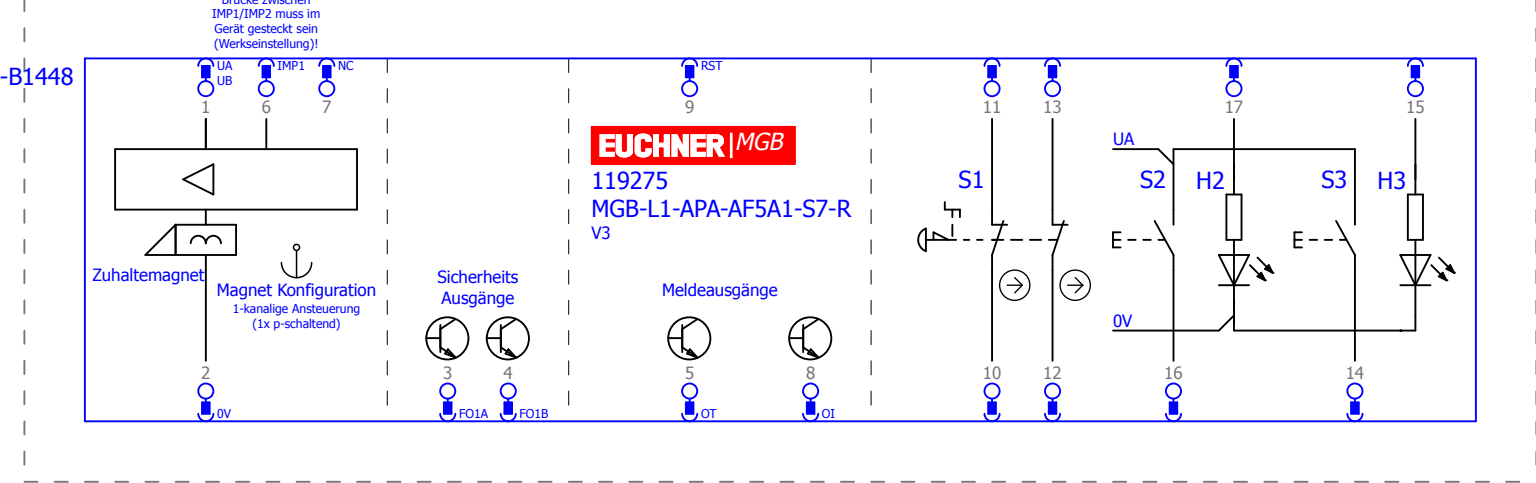 Brücke zwischen
IMP1/IMP2 muss im
Gerät gesteckt sein
(Werkseinstellung)!
-B1448
UA
UB
IMP1
NC
RST
1
6
7
9
11
13
17
15
EUCHNER|MGB
119275
MGB-L1-APA-AF5A1-S7-R
V3
UA
S1
S2
H2
S3
H3
Zuhaltemagnet
Magnet Konfiguration
1-kanalige Ansteuerung
(1x p-schaltend)
Sicherheits
Ausgänge
Meldeausgänge
0V
2
3
4
5
8
10
12
16
14
0V
FO1A
FO1B
OT
OI